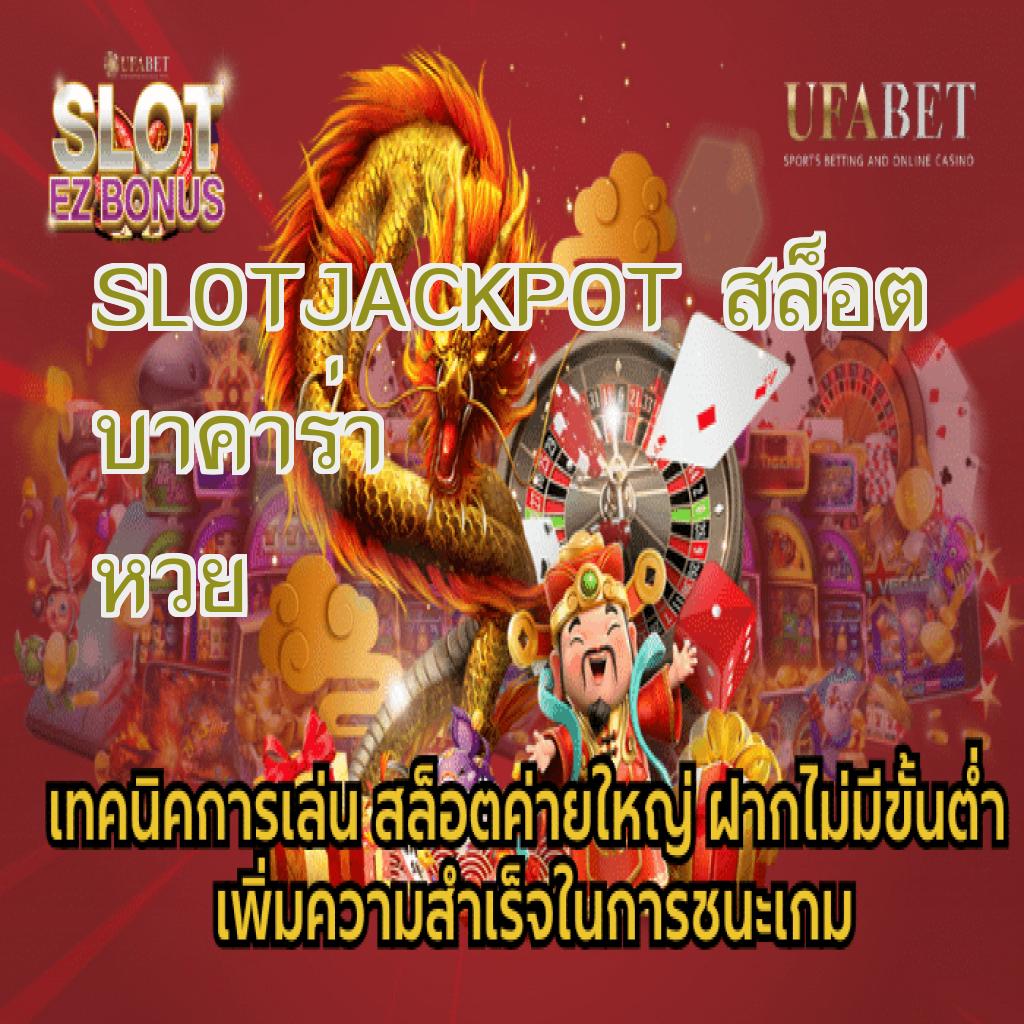 UFABET
SLOT
EZ BONUS
UFABET
SPORTS BETTING AND ONLINE CASINO
SLOTJACKPOT สล็อต
บาคาร่า
หวย
เทคนิคการเล่น สล็อตค่ายใหญ่ ฝากไม่มีขั้นต่ำ
เพิ่มความสำเร็จในการชนะเกม